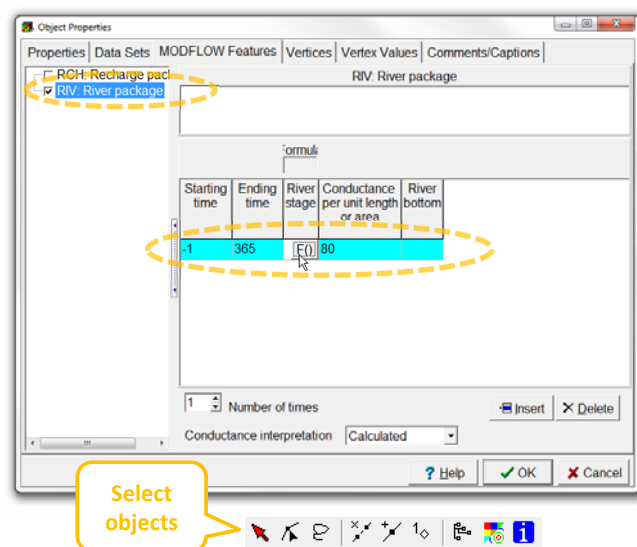 Object Properties
Properties Data Sets MODFLOW Features Vertices Vertex Values Comments/Captions
RCH: Recharge pack
RIV: River package
RIV: River package
Formula
Starting time Ending time River stage Conductance per unit length or area River bottom
-1 365 F() 80
1 Number of times Insert Delete
Conductance interpretation Calculated
? Help OK Cancel
Select
objects